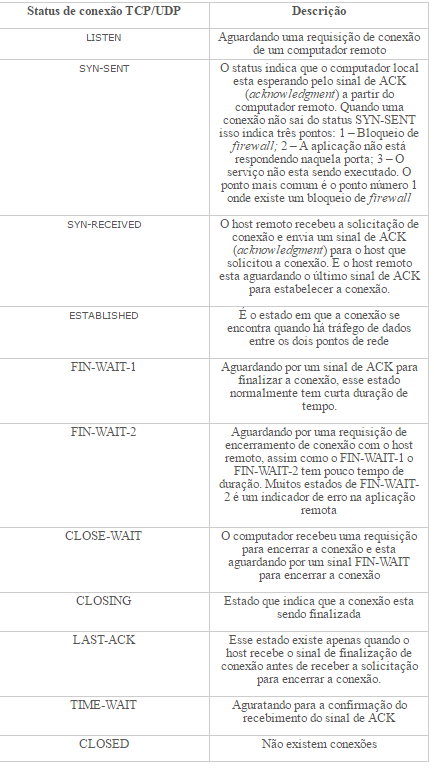 Status de conexão TCP/UDP
Descrição
LISTEN
Aguardando uma requisição de conexão
de um computador remoto
SYN-SENT
O status indica que o computador local
esta esperando pelo sinal de ACK
(acknowledgment) a partir do
computador remoto. Quando uma
conexão não sai do status SYN-SENT
isso indica três pontos: 1 – Bloqueio de
firewall; 2 – A aplicação não está
respondendo naquela porta; 3 – O
serviço não esta sendo executado. O
ponto mais comum é o ponto número 1
onde existe um bloqueio de firewall
SYN-RECEIVED
O host remoto recebeu a solicitação de
conexão e envia um sinal de ACK
(acknowledgment) para o host que
solicitou a conexão. E o host remoto
esta aguardando o último sinal de ACK
para estabelecer a conexão.
ESTABLISHED
É o estado em que a conexão se
encontra quando há tráfego de dados
entre os dois pontos de rede
FIN-WAIT-1
Aguardando por um sinal de ACK para
finalizar a conexão, esse estado
normalmente tem curta duração de
tempo.
FIN-WAIT-2
Aguardando por uma requisição de
encerramento de conexão com o host
remoto, assim como o FIN-WAIT-1 o
FIN-WAIT-2 tem pouco tempo de
duração. Muitos estados de FIN-WAIT-
2 é um indicador de erro na aplicação
remota
CLOSE-WAIT
O computador recebeu uma requisição
para encerrar a conexão e esta
aguardando por um sinal FIN-WAIT
para encerrar a conexão
CLOSING
Estado que indica que a conexão esta
sendo finalizada
LAST-ACK
Esse estado existe apenas quando o
host recebe o sinal de finalização de
conexão antes de receber a solicitação
para encerrar a conexão.
TIME-WAIT
Aguratando para a confirmação do
recebimento do sinal de ACK
CLOSED
Não existem conexões